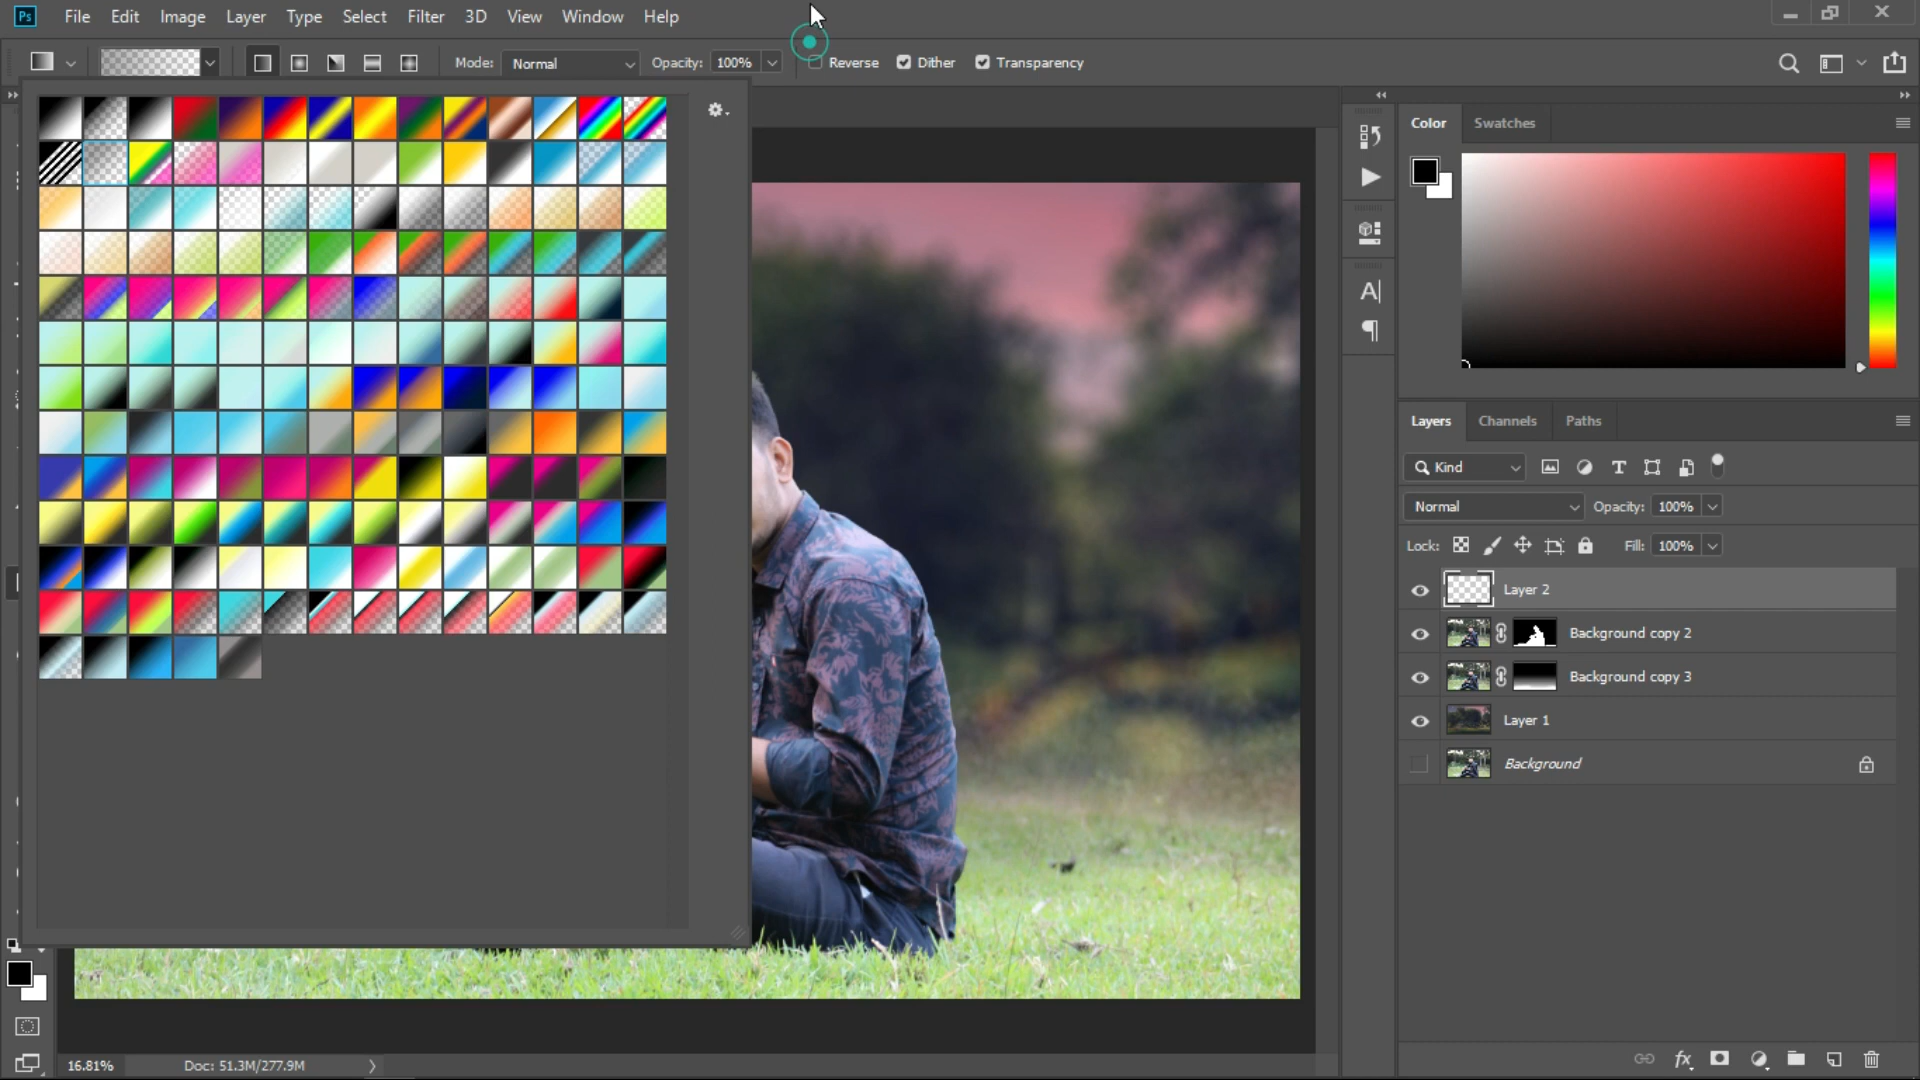 Ps File Edit Image Layer Type Select Filter 3D View Window Help
Mode: Normal Opacity: 100% Reverse Dither Transparency
Color Swatches
Layers Channels Paths
Kind
Normal Opacity: 100%
Lock: Fill: 100%
Layer 2
Background copy 2
Background copy 3
Layer 1
Background
fx
16.81% Doc: 51.3M/277.9M